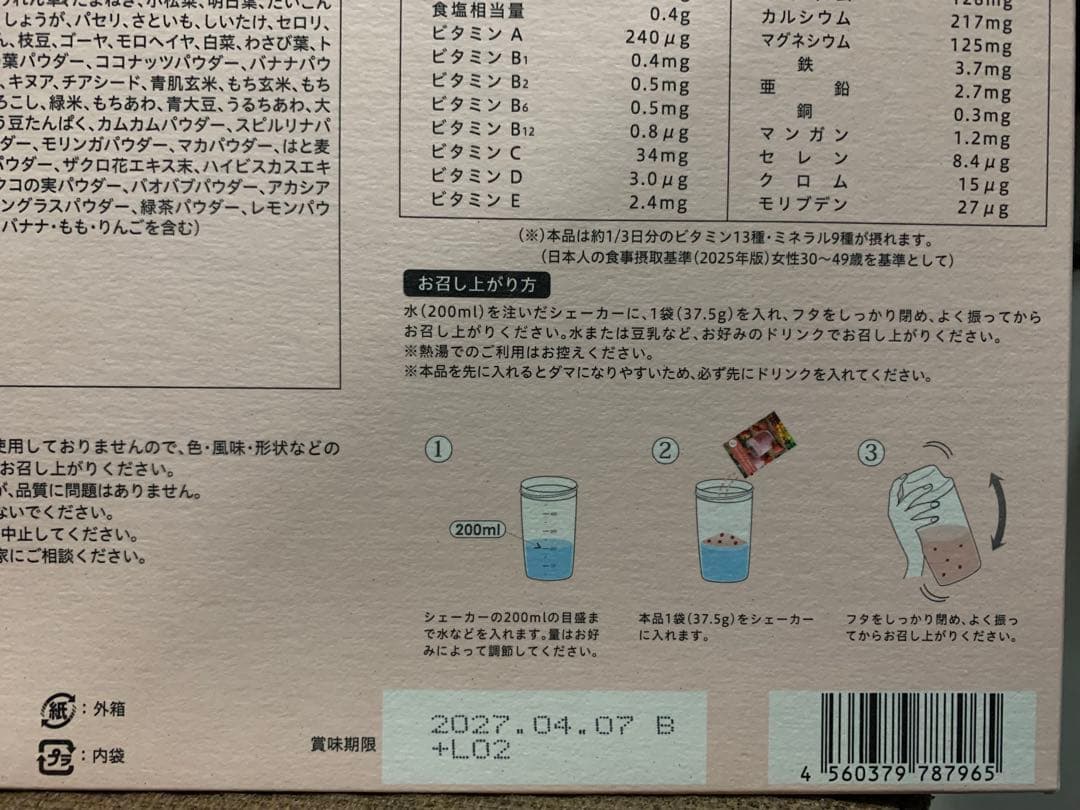 しょうが、パセリ、さといも、しいたけ、セロリ、
ん、枝豆、ゴーヤ、モロヘイヤ、白菜、わさび葉、ト
葉パウダー、ココナッツパウダー、バナナパウ
、キヌア、チアシード、青肌玄米、もち玄米、もち
ろこし、緑米、もちあわ、青大豆、うるちあわ、大
う豆たんぱく、カムカムパウダー、スピルリナパ
ダー、モリンガパウダー、マカパウダー、はと麦
パウダー、ザクロ花エキス末、ハイビスカスエキ
クコの実パウダー、バオバブパウダー、アカシア
ングラスパウダー、緑茶パウダー、レモンパウ
バナナ・もも・りんごを含む)
食塩相当量 0.4g
ビタミン A 240μg
ビタミン B1 0.4mg
ビタミン B2 0.5mg
ビタミン B6 0.5mg
ビタミン B12 0.8μg
ビタミン C 34mg
ビタミン D 3.0μg
ビタミン E 2.4mg
カルシウム 217mg
マグネシウム 125mg
鉄 3.7mg
亜鉛 2.7mg
銅 0.3mg
マンガン 1.2mg
セレン 8.4μg
クロム 15μg
モリブデン 27μg
(※)本品は約1/3日分のビタミン13種・ミネラル9種が摂れます。
(日本人の食事摂取基準(2025年版)女性30〜49歳を基準として)
お召し上がり方
水(200ml)を注いだシェーカーに、1袋(37.5g)を入れ、フタをしっかり閉め、よく振ってから
お召し上がりください。水または豆乳など、お好みのドリンクでお召し上がりください。
※熱湯でのご利用はお控えください。
※本品を先に入れるとダマになりやすいため、必ず先にドリンクを入れてください。
使用しておりませんので、色・風味・形状などの
お召し上がりください。
が、品質に問題はありません。
ないでください。
中止してください。
家にご相談ください。
1
200ml
シェーカーの200mlの目盛ま
で水などを入れます。量はお好
みによって調節してください。
2
本品1袋(37.5g)をシェーカー
に入れます。
3
フタをしっかり閉め、よく振っ
てからお召し上がりください。
紙:外箱
プラ:内袋
賞味期限
2027.04.07 B
+L02
4 560379 787965